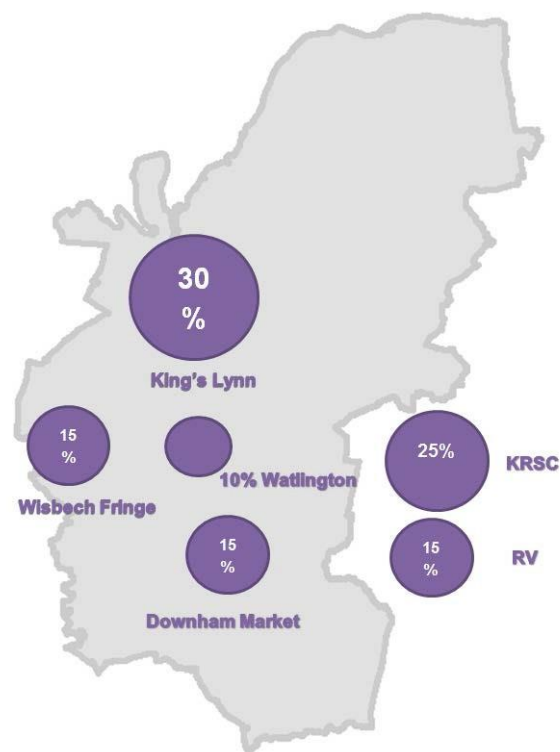 30
%
King's Lynn
15
%
Wisbech Fringe
10% Watlington
25%
KRSC
15
%
Downham Market
15
%
RV